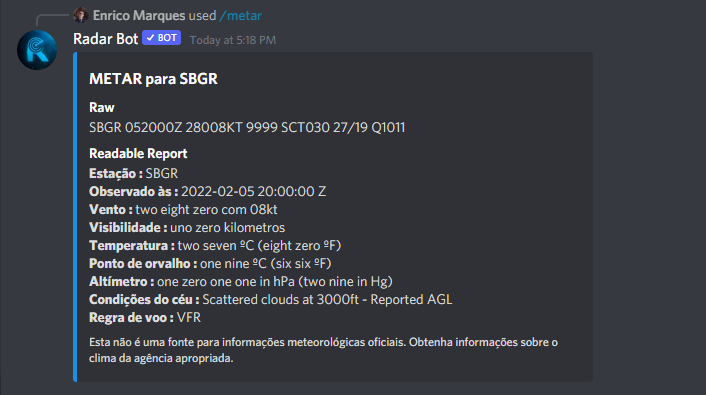 Enrico Marques used /metar
Radar Bot BOT Today at 5:18 PM
METAR para SBGR
Raw
SBGR 052000Z 28008KT 9999 SCT030 27/19 Q1011
Readable Report
Estação : SBGR
Observado às : 2022-02-05 20:00:00 Z
Vento : two eight zero com 08kt
Visibilidade : uno zero kilometros
Temperatura : two seven ºC (eight zero ºF)
Ponto de orvalho : one nine ºC (six six ºF)
Altímetro : one zero one one in hPa (two nine in Hg)
Condições do céu : Scattered clouds at 3000ft - Reported AGL
Regra de voo : VFR
Esta não é uma fonte para informações meteorológicas oficiais. Obtenha informações sobre o
clima da agência apropriada.